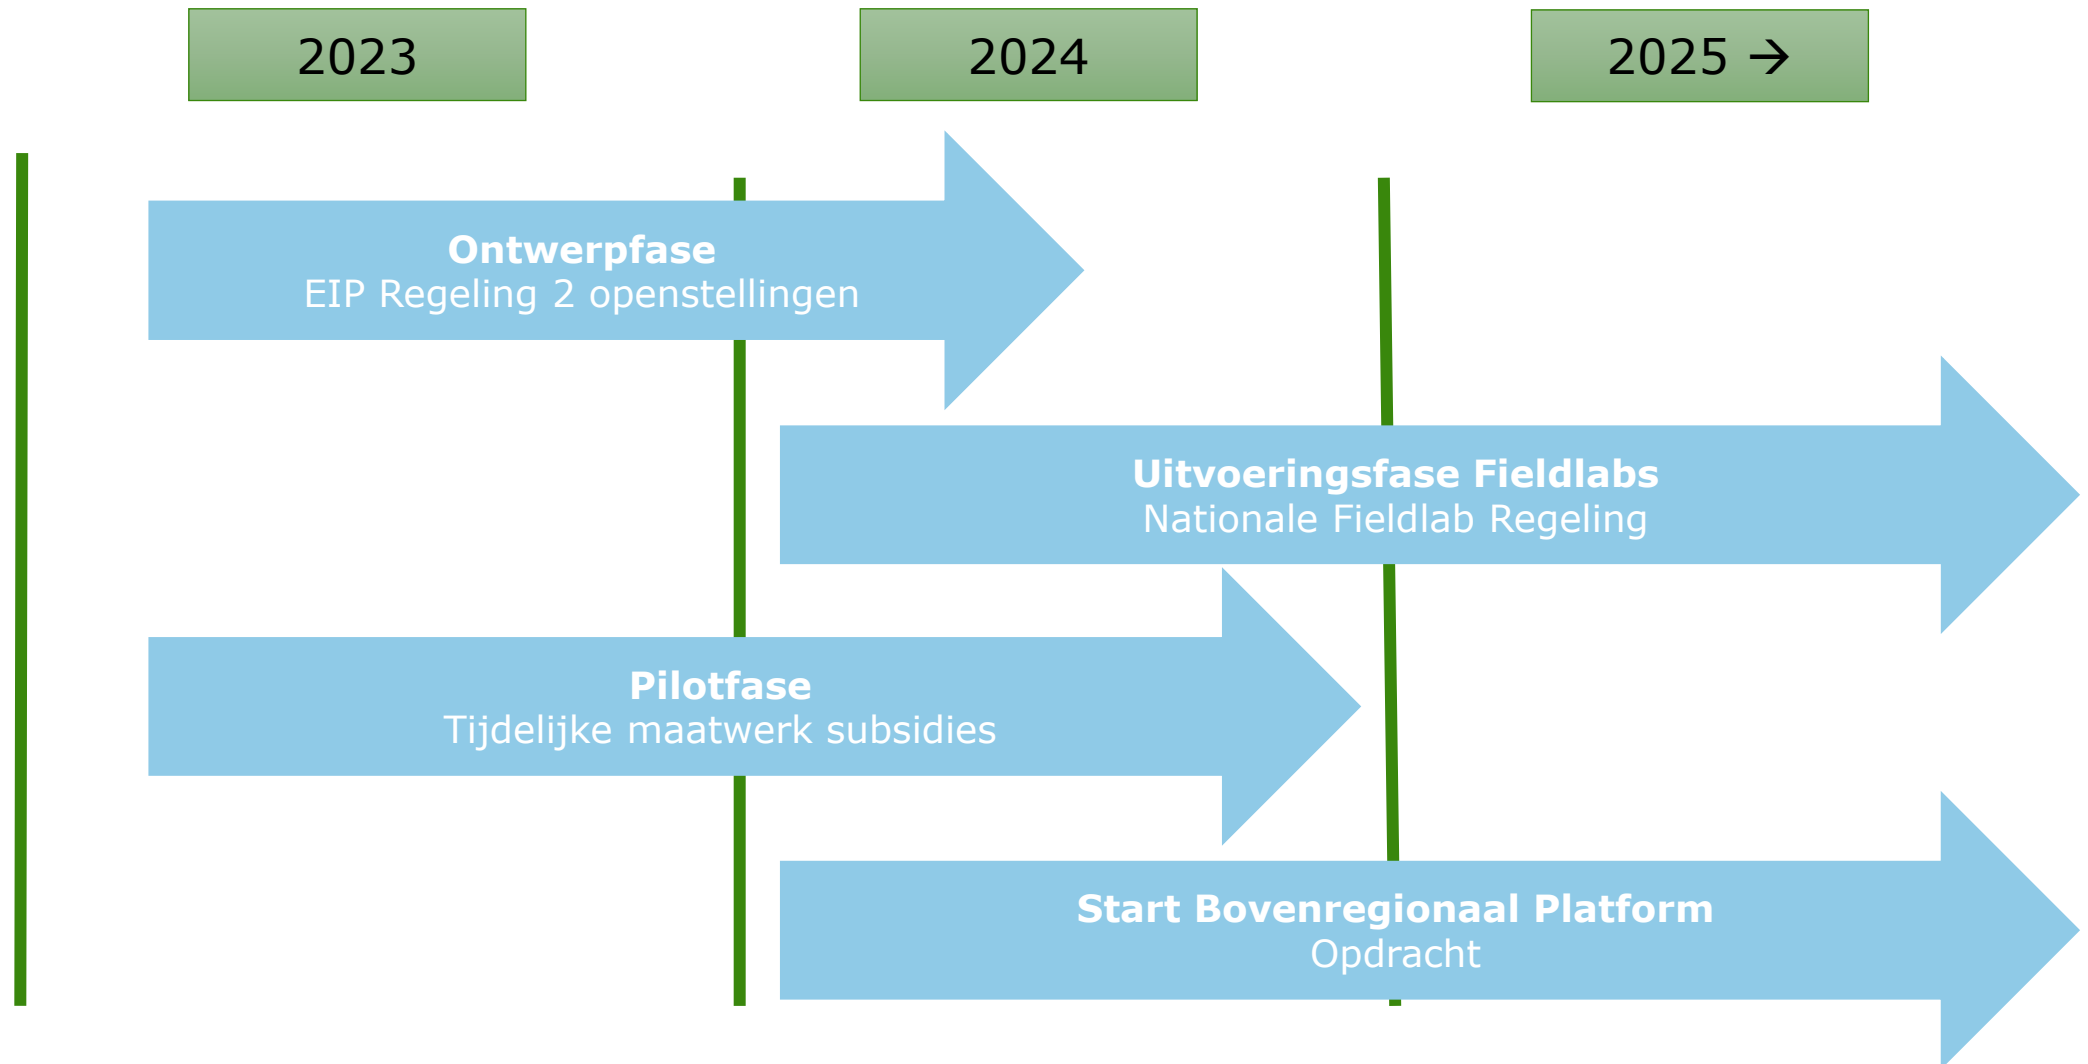 2023
2024
2025 →
Ontwerpfase
EIP Regeling 2 openstellingen
Uitvoeringsfase Fieldlabs
Nationale Fieldlab Regeling
Pilotfase
Tijdelijke maatwerk subsidies
Start Bovenregionaal Platform
Opdracht